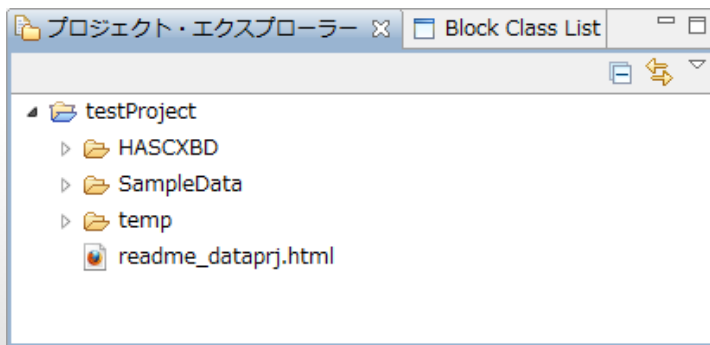 プロジェクト・エクスプローラー Block Class List
testProject
HASCXBD
SampleData
temp
readme_dataprj.html